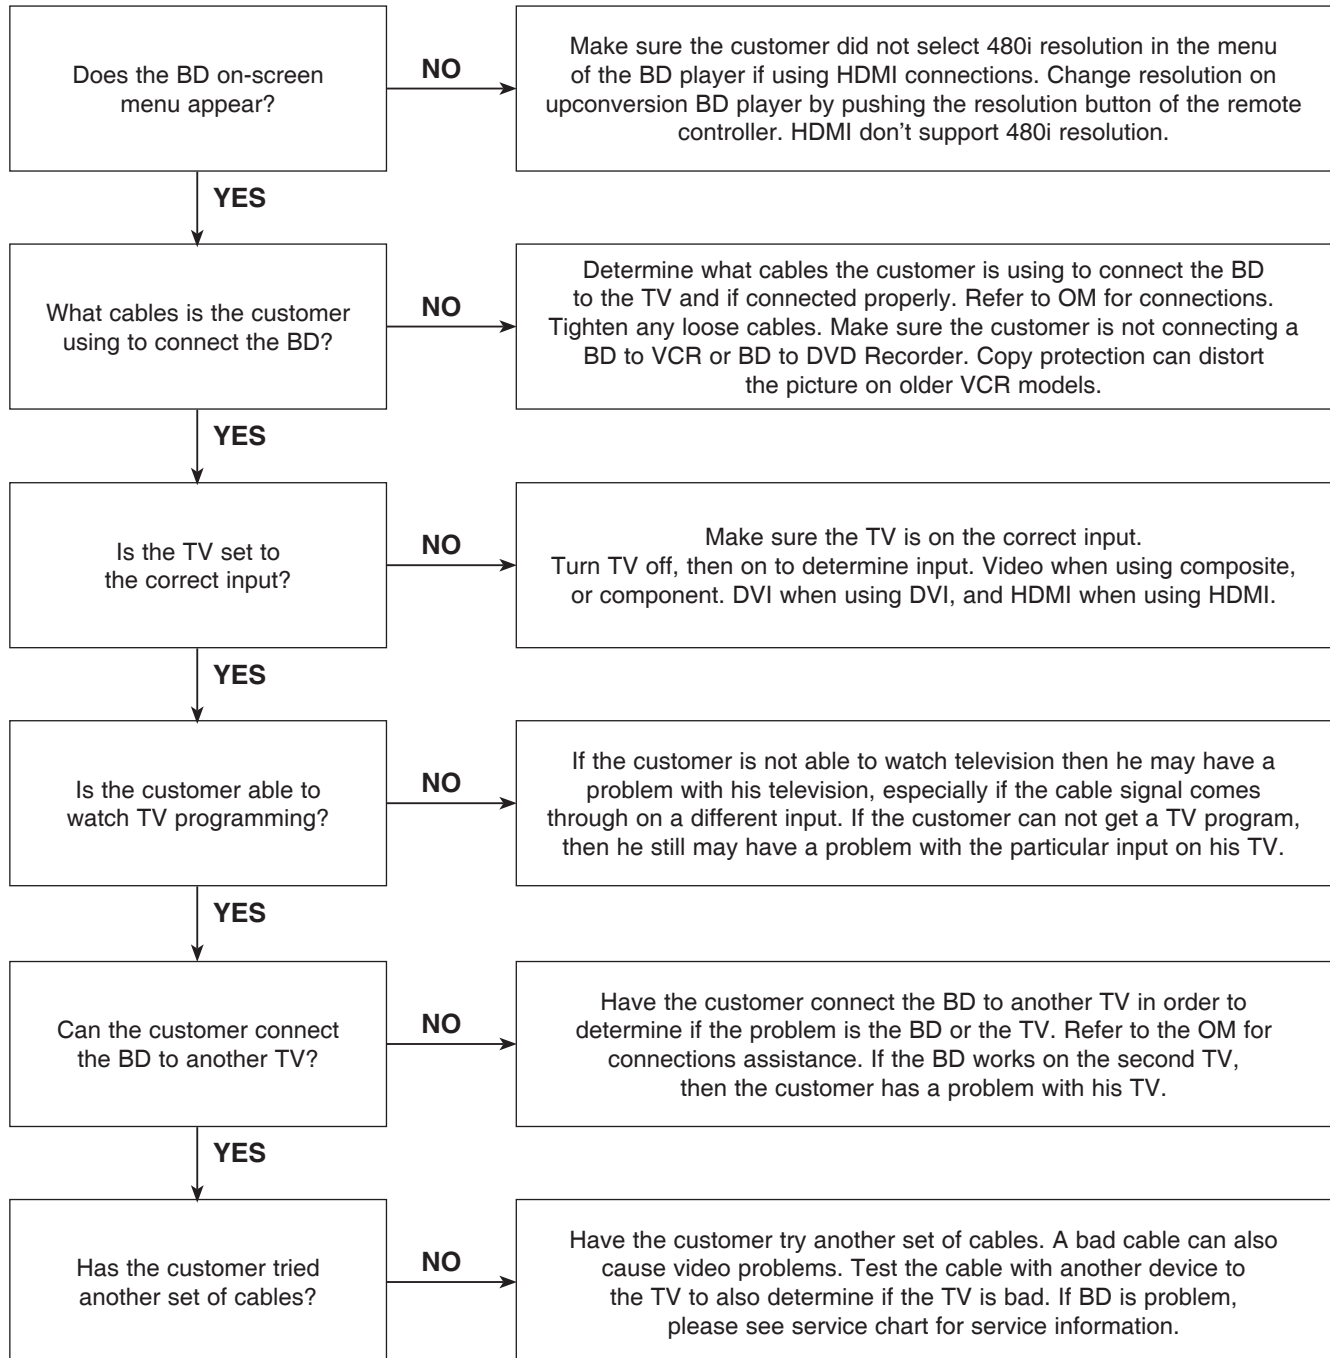 Does the BD on-screen
menu appear?
NO
Make sure the customer did not select 480i resolution in the menu
of the BD player if using HDMI connections. Change resolution on
upconversion BD player by pushing the resolution button of the remote
controller. HDMI don't support 480i resolution.
YES
What cables is the customer
using to connect the BD?
NO
Determine what cables the customer is using to connect the BD
to the TV and if connected properly. Refer to OM for connections.
Tighten any loose cables. Make sure the customer is not connecting a
BD to VCR or BD to DVD Recorder. Copy protection can distort
the picture on older VCR models.
YES
Is the TV set to
the correct input?
NO
Make sure the TV is on the correct input.
Turn TV off, then on to determine input. Video when using composite,
or component. DVI when using DVI, and HDMI when using HDMI.
YES
Is the customer able to
watch TV programming?
NO
If the customer is not able to watch television then he may have a
problem with his television, especially if the cable signal comes
through on a different input. If the customer can not get a TV program,
then he still may have a problem with the particular input on his TV.
YES
Can the customer connect
the BD to another TV?
NO
Have the customer connect the BD to another TV in order to
determine if the problem is the BD or the TV. Refer to the OM for
connections assistance. If the BD works on the second TV,
then the customer has a problem with his TV.
YES
Has the customer tried
another set of cables?
NO
Have the customer try another set of cables. A bad cable can also
cause video problems. Test the cable with another device to
the TV to also determine if the TV is bad. If BD is problem,
please see service chart for service information.